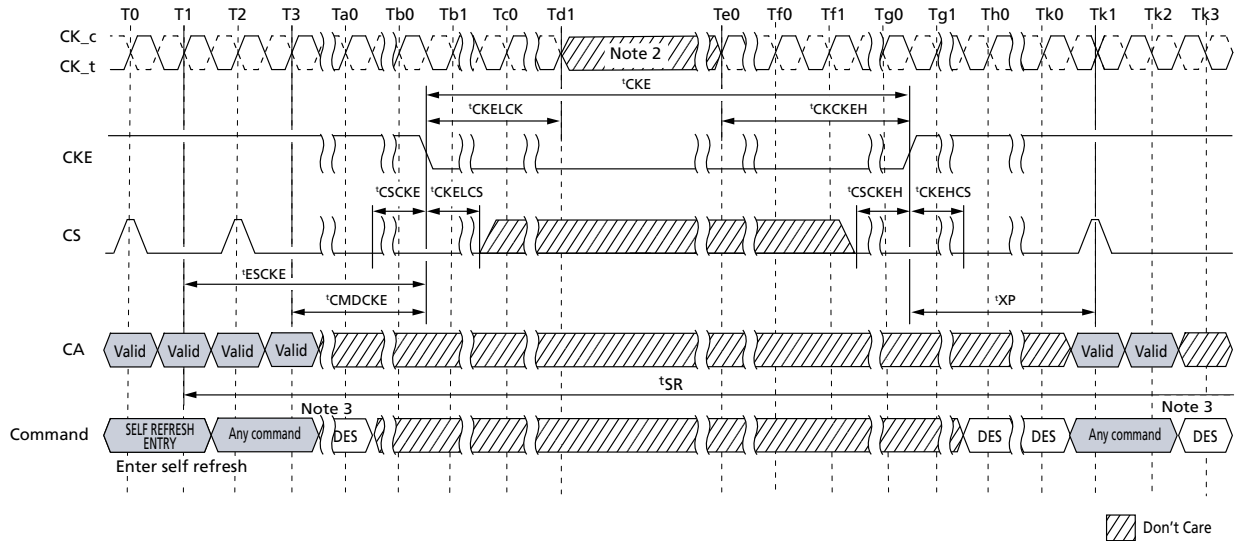 T0 T1 T2 T3 Ta0 Tb0 Tb1 Tc0 Td1 Te0 Tf0 Tf1 Tg0 Tg1 Th0 Tk0 Tk1 Tk2 Tk3
CK_c
CK_t
Note 2
tCKE
tCKELCK tCKCKEH
CKE
tCSCKE tCKELCS tCSCKEH tCKEHCS
CS
tESCKE
tCMDCKE tXP
CA Valid Valid Valid Valid Valid Valid
tSR
Note 3 Note 3
Command SELF REFRESH ENTRY Any command DES DES DES Any command DES
Enter self refresh
Don't Care